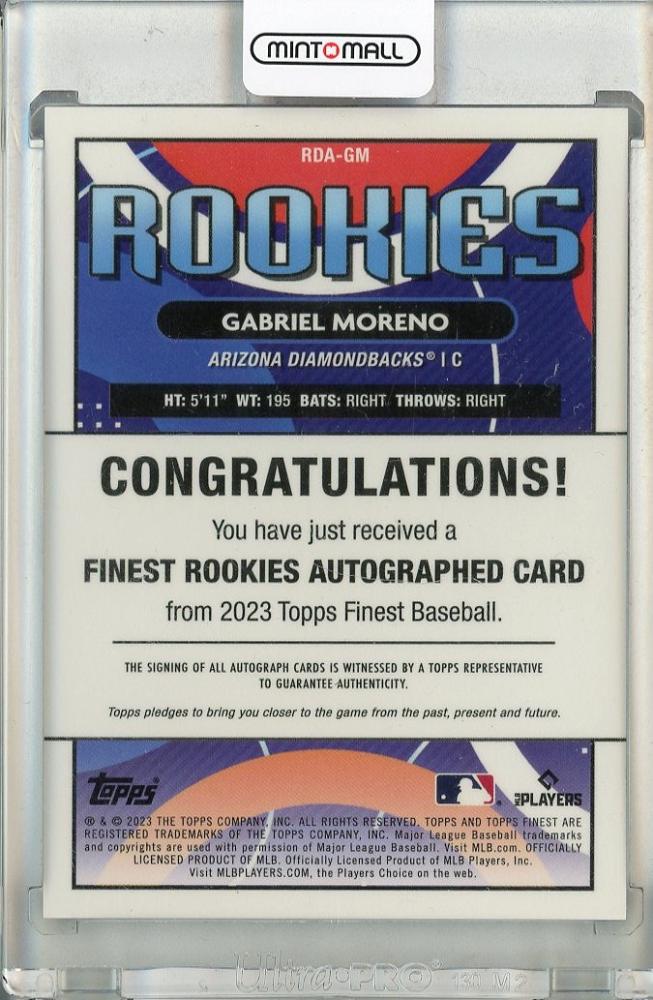 MINT MALL
RDA-GM
ROOKIES
GABRIEL MORENO
ARIZONA DIAMONDBACKS® | C
HT: 5'11" WT: 195 BATS: RIGHT THROWS: RIGHT
CONGRATULATIONS!
You have just received a
FINEST ROOKIES AUTOGRAPHED CARD
from 2023 Topps Finest Baseball.
THE SIGNING OF ALL AUTOGRAPH CARDS IS WITNESSED BY A TOPPS REPRESENTATIVE
TO GUARANTEE AUTHENTICITY.
Topps pledges to bring you closer to the game from the past, present and future.
topps®
MLB PLAYERS
® & © 2023 THE TOPPS COMPANY, INC. ALL RIGHTS RESERVED. TOPPS AND TOPPS FINEST ARE
REGISTERED TRADEMARKS OF THE TOPPS COMPANY, INC. Major League Baseball trademarks
and copyrights are used with permission of Major League Baseball. Visit MLB.com. OFFICIALLY
LICENSED PRODUCT OF MLB. Officially Licensed Product of MLB Players, Inc.
Visit MLBPLAYERS.COM, the Players Choice on the web.
Ultra·PRO® 130 M2